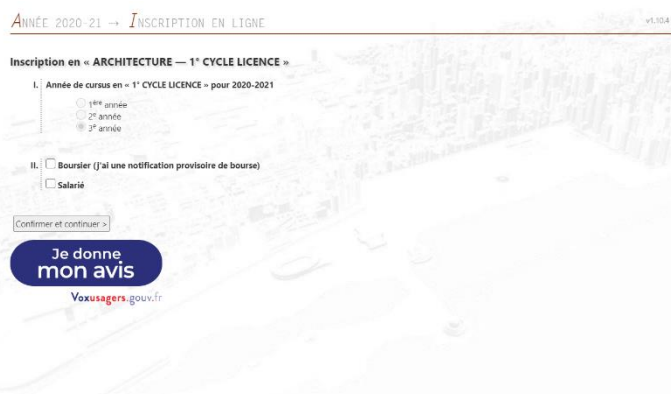 ANNÉE 2020-21 → INSCRIPTION EN LIGNE
v1.10.4
Inscription en « ARCHITECTURE — 1° CYCLE LICENCE »
I. Année de cursus en « 1° CYCLE LICENCE » pour 2020-2021
1ère année
2e année
3e année
II. Boursier (j'ai une notification provisoire de bourse)
Salarié
Confirmer et continuer >
Je donne
mon avis
Voxusagers.gouv.fr